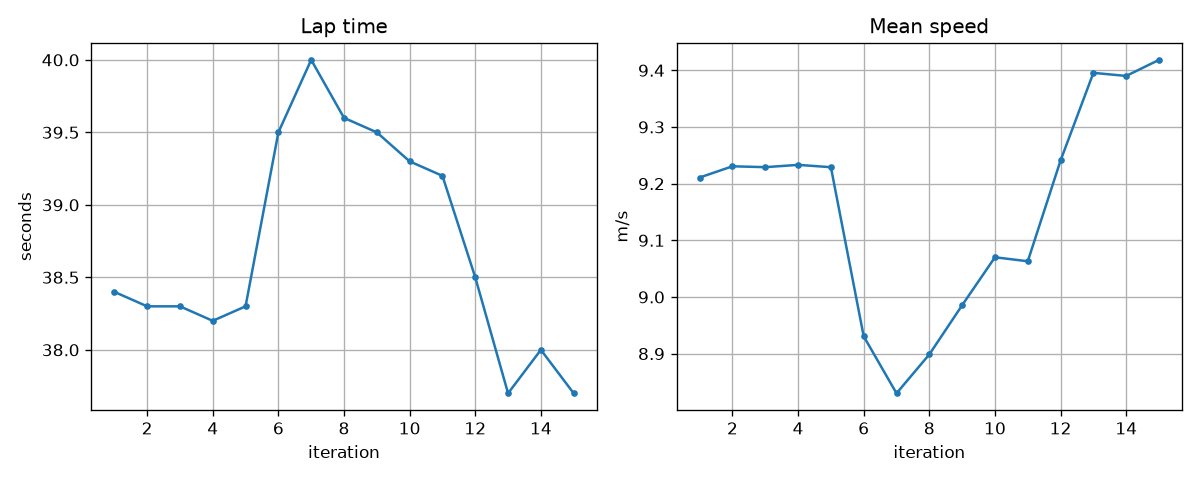 Lap time
40.0
39.5
39.0
38.5
38.0
seconds
2 4 6 8 10 12 14
iteration
Mean speed
9.4
9.3
9.2
9.1
9.0
8.9
m/s
2 4 6 8 10 12 14
iteration